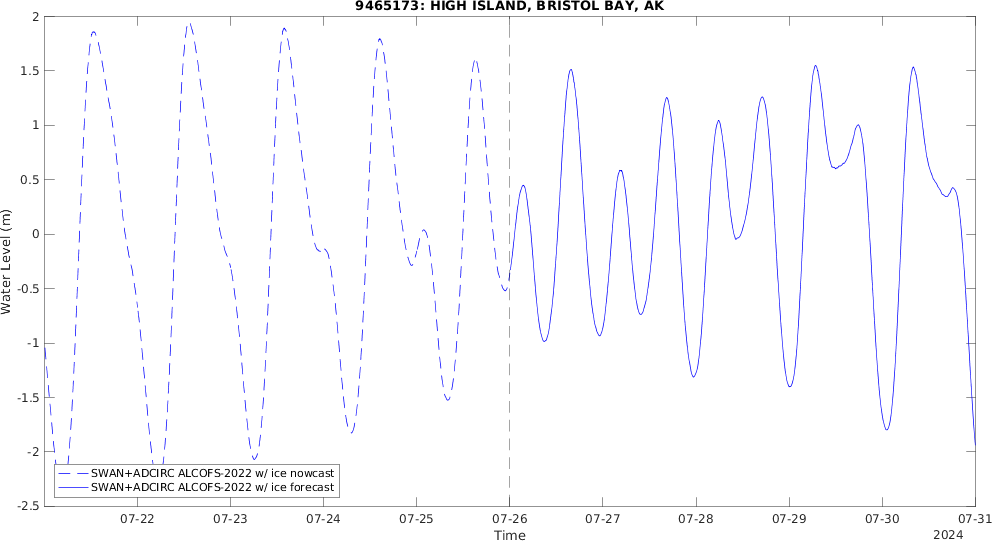 9465173: HIGH ISLAND, BRISTOL BAY, AK
Water Level (m)
2
1.5
1
0.5
0
-0.5
-1
-1.5
-2
-2.5
SWAN+ADCIRC ALCOFS-2022 w/ ice nowcast
SWAN+ADCIRC ALCOFS-2022 w/ ice forecast
07-22 07-23 07-24 07-25 07-26 07-27 07-28 07-29 07-30 07-31
Time
2024